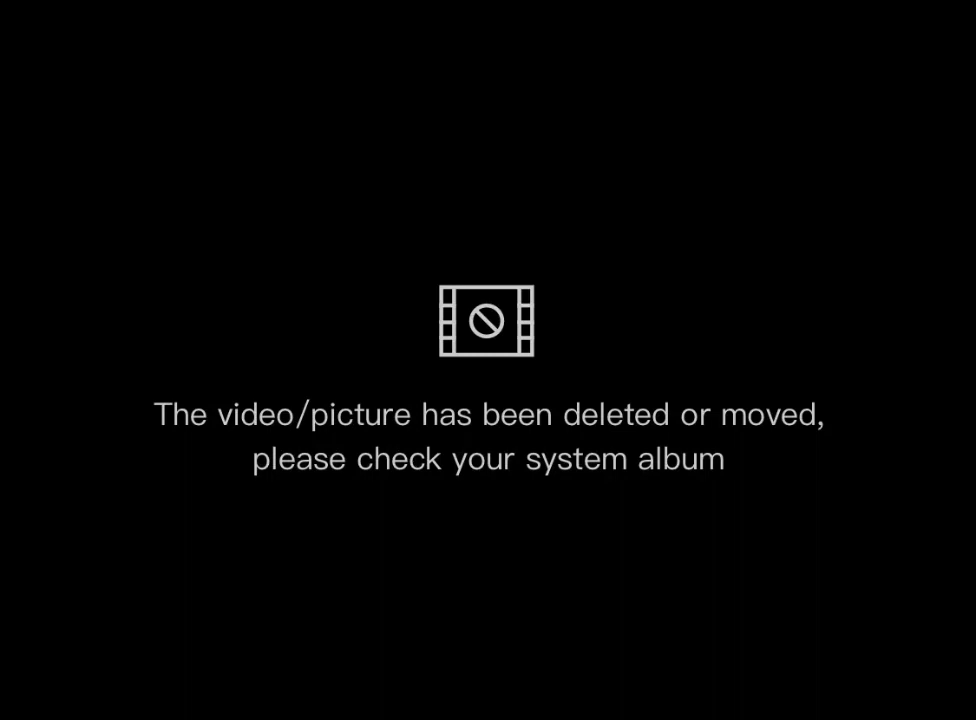 The video/picture has been deleted or moved,
please check your system album